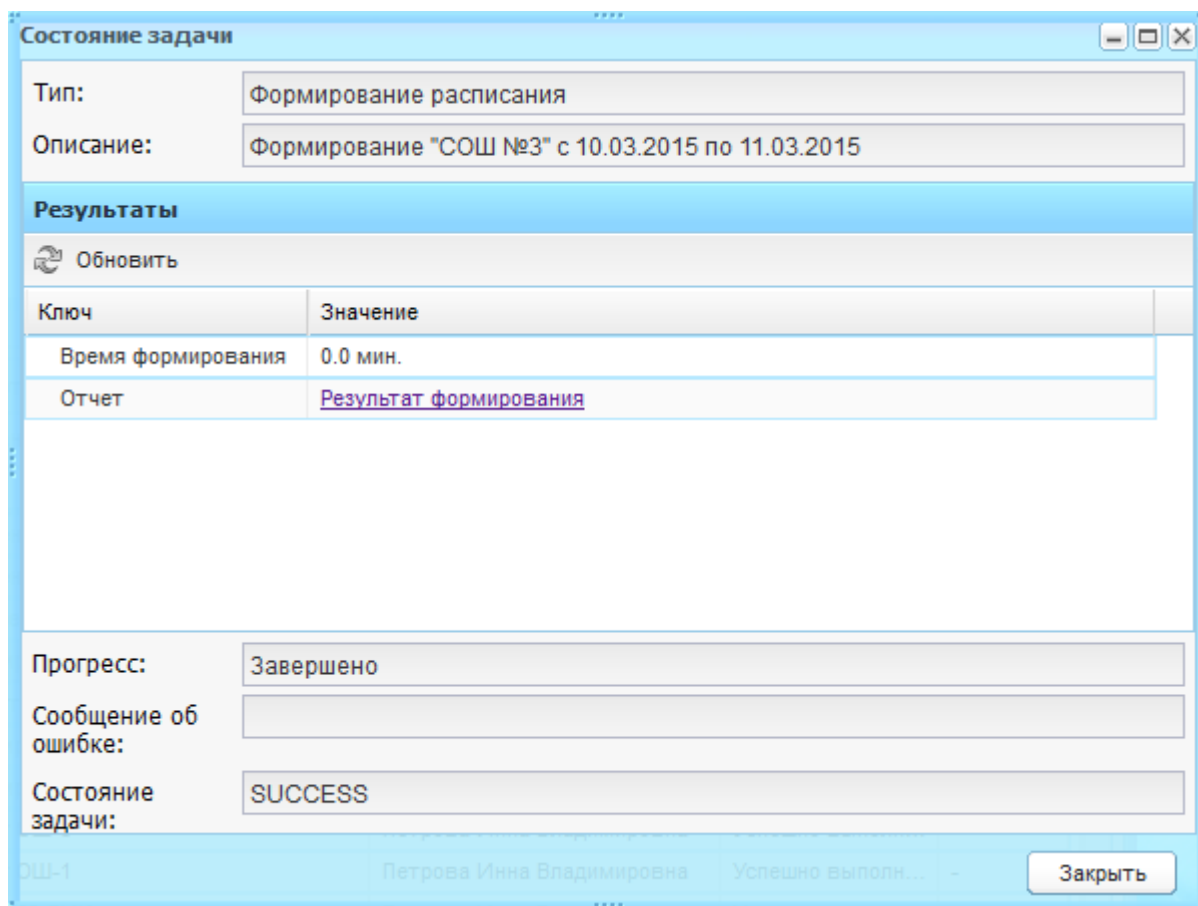 Состояние задачи
Тип: Формирование расписания
Описание: Формирование "СОШ №3" с 10.03.2015 по 11.03.2015
Результаты
Обновить
Ключ Значение
Время формирования 0.0 мин.
Отчет Результат формирования
Прогресс: Завершено
Сообщение об
ошибке:
Состояние SUCCESS
задачи:
ОШ-1 Петрова Инна Владимировна Успешно выполн... -
Закрыть